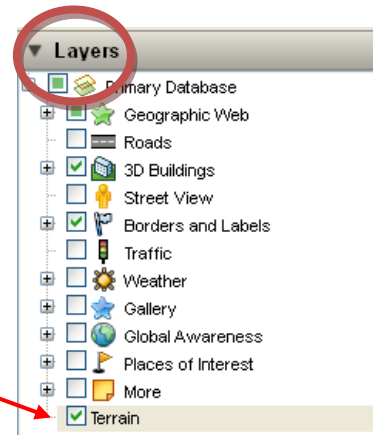 Layers
Primary Database
Geographic Web
Roads
3D Buildings
Street View
Borders and Labels
Traffic
Weather
Gallery
Global Awareness
Places of Interest
More
Terrain